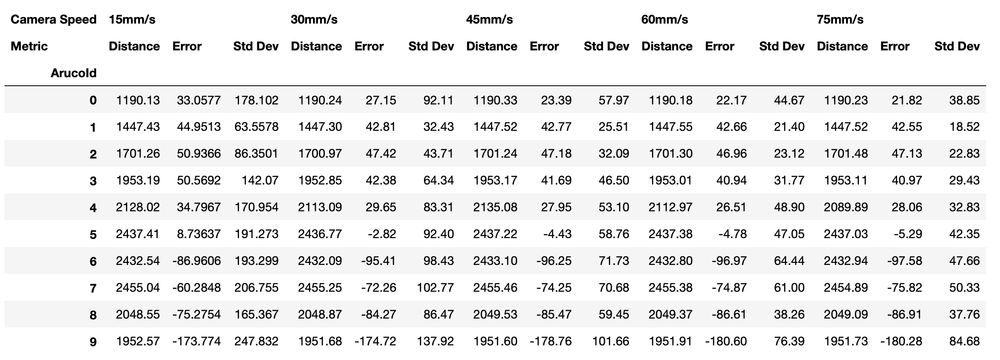 Camera Speed 15mm/s 30mm/s 45mm/s 60mm/s 75mm/s
Metric Distance Error Std Dev Distance Error Std Dev Distance Error Std Dev Distance Error Std Dev Distance Error Std Dev
ArucoId
0 1190.13 33.0577 178.102 1190.24 27.15 92.11 1190.33 23.39 57.97 1190.18 22.17 44.67 1190.23 21.82 38.85
1 1447.43 44.9513 63.5578 1447.30 42.81 32.43 1447.52 42.77 25.51 1447.55 42.66 21.40 1447.52 42.55 18.52
2 1701.26 50.9366 86.3501 1700.97 47.42 43.71 1701.24 47.18 32.09 1701.30 46.96 23.12 1701.48 47.13 22.83
3 1953.19 50.5692 142.07 1952.85 42.38 64.34 1953.17 41.69 46.50 1953.01 40.94 31.77 1953.11 40.97 29.43
4 2128.02 34.7967 170.954 2113.09 29.65 83.31 2135.08 27.95 53.10 2112.97 26.51 48.90 2089.89 28.06 32.83
5 2437.41 8.73637 191.273 2436.77 -2.82 92.40 2437.22 -4.43 58.76 2437.38 -4.78 47.05 2437.03 -5.29 42.35
6 2432.54 -86.9606 193.299 2432.09 -95.41 98.43 2433.10 -96.25 71.73 2432.80 -96.97 64.44 2432.94 -97.58 47.66
7 2455.04 -60.2848 206.755 2455.25 -72.26 102.77 2455.46 -74.25 70.68 2455.38 -74.87 61.00 2454.89 -75.82 50.33
8 2048.55 -75.2754 165.367 2048.87 -84.27 86.47 2049.53 -85.47 59.45 2049.37 -86.61 38.26 2049.09 -86.91 37.76
9 1952.57 -173.774 247.832 1951.68 -174.72 137.92 1951.60 -178.76 101.66 1951.91 -180.60 76.39 1951.73 -180.28 84.68